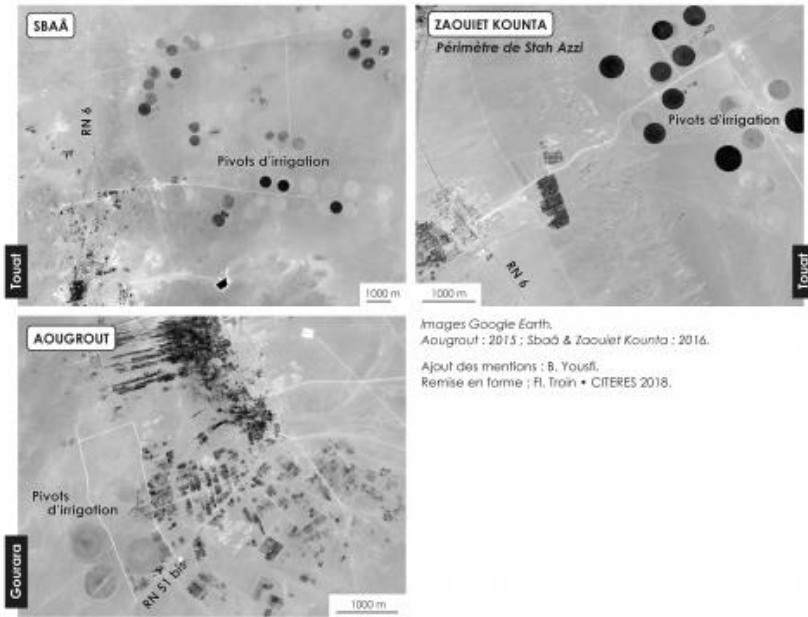 SBAÂ
RN 6
Pivots d'irrigation
Touat
1000 m
ZAOUIET KOUNTA
Périmètre de Stah Azzi
Pivots d'irrigation
RN 6
Touat
1000 m
AOUGROUT
Pivots
d'irrigation
RN 51 bis
Gourara
1000 m
Images Google Earth.
Aougrout : 2015 ; Sbaâ & Zaouiet Kounta : 2016.
Ajout des mentions : B. Yousfi.
Remise en forme : Fl. Troin • CITERES 2018.